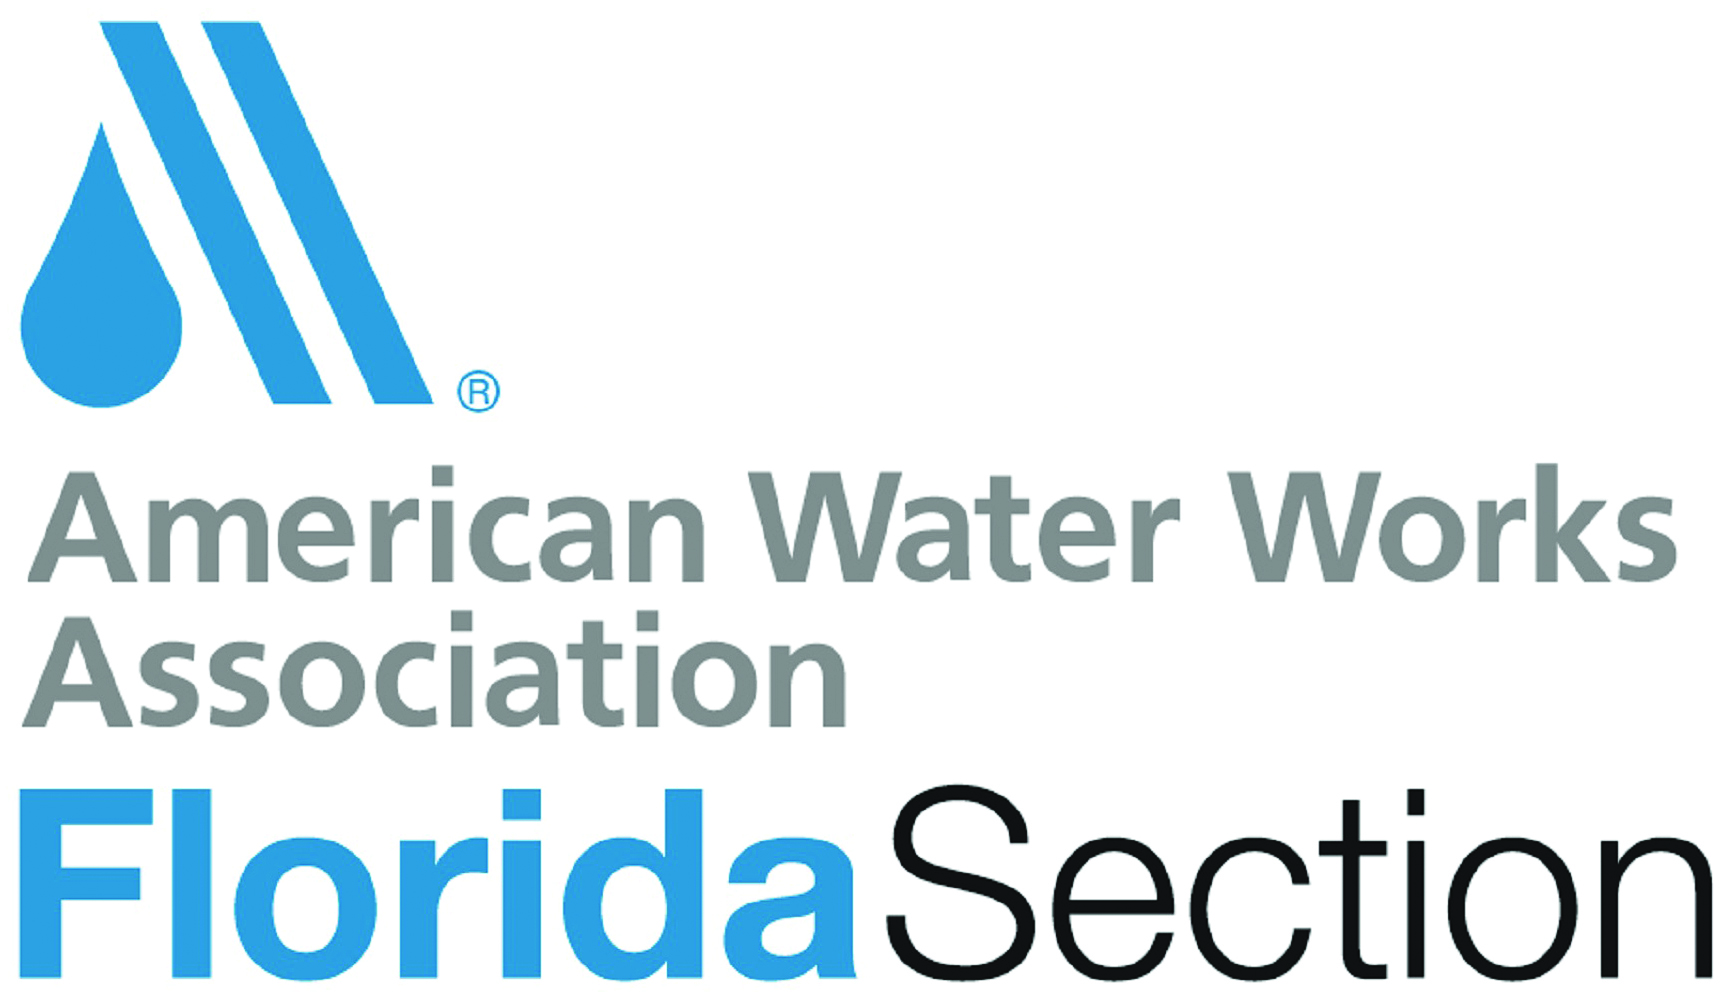 ®
American Water Works
Association
FloridaSection